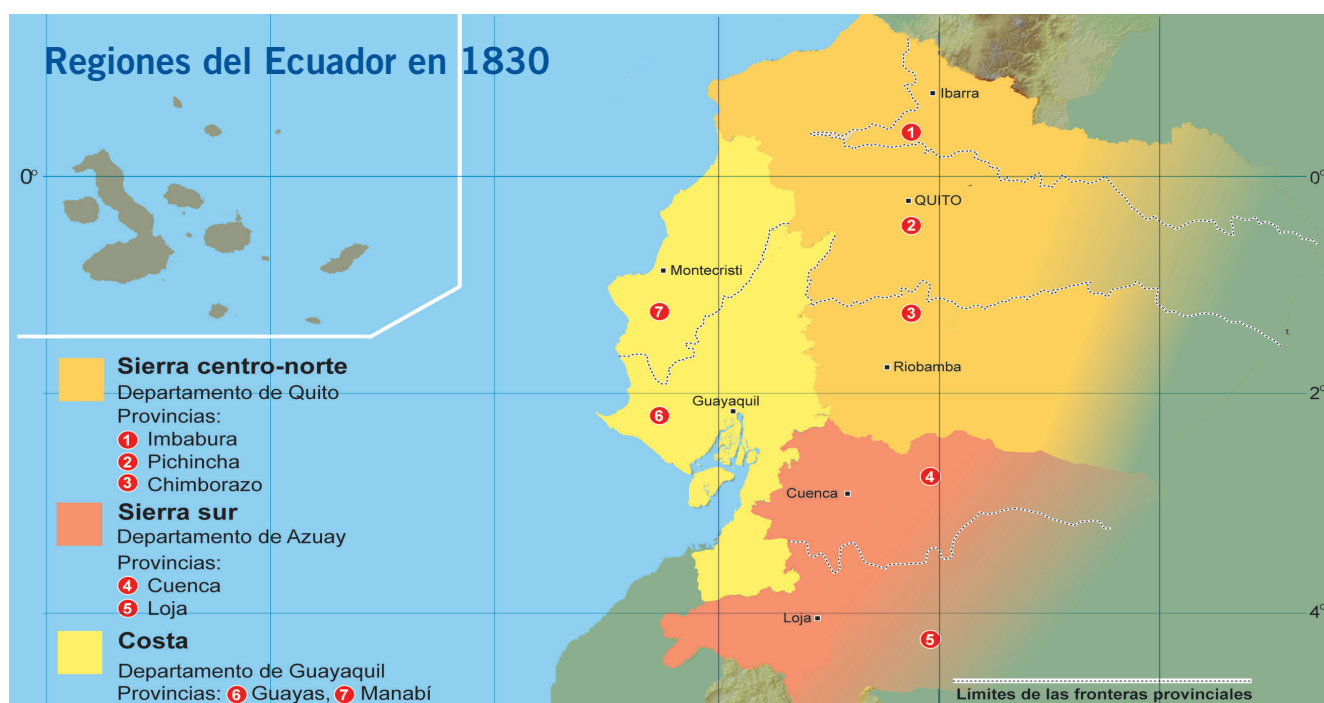 Regiones del Ecuador en 1830
Ibarra
1
0º
0º
QUITO
2
Montecristi
7
3
Riobamba
2º
Guayaquil
6
4
Cuenca
Loja
4º
5
Sierra centro-norte
Departamento de Quito
Provincias:
1 Imbabura
2 Pichincha
3 Chimborazo
Sierra sur
Departamento de Azuay
Provincias:
4 Cuenca
5 Loja
Costa
Departamento de Guayaquil
Provincias: 6 Guayas, 7 Manabí
Límites de las fronteras provinciales